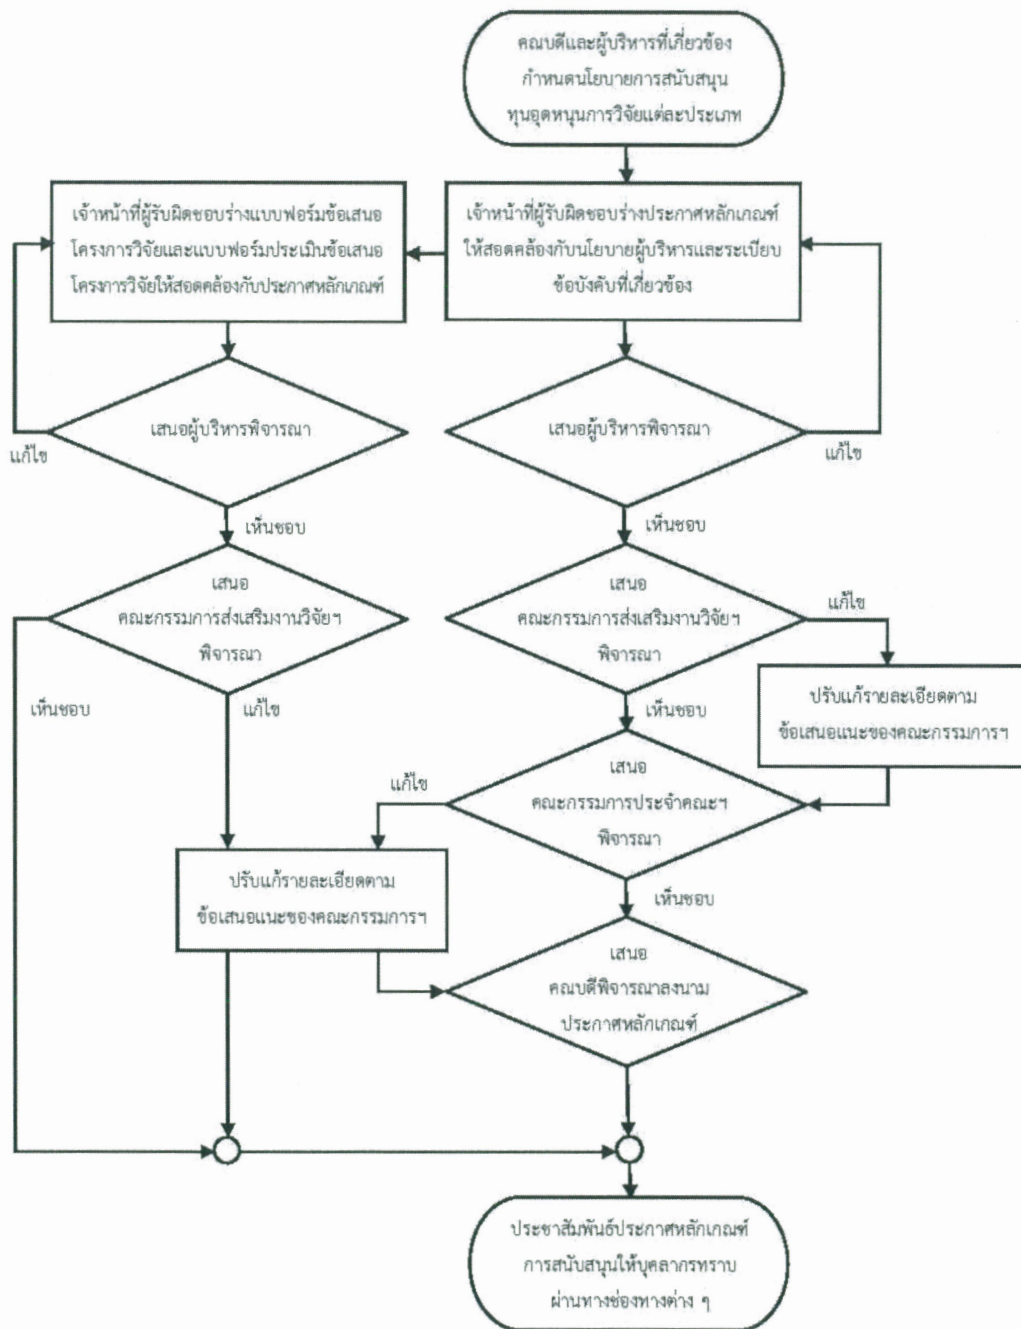 คณบดีและผู้บริหารที่เกี่ยวข้อง
กำหนดนโยบายการสนับสนุน
ทุนอุดหนุนการวิจัยแต่ละประเภท
เจ้าหน้าที่ผู้รับผิดชอบร่างแบบฟอร์มข้อเสนอ
โครงการวิจัยและแบบฟอร์มประเมินข้อเสนอ
โครงการวิจัยให้สอดคล้องกับประกาศหลักเกณฑ์
เจ้าหน้าที่ผู้รับผิดชอบร่างประกาศหลักเกณฑ์
ให้สอดคล้องกับนโยบายผู้บริหารและระเบียบ
ข้อบังคับที่เกี่ยวข้อง
เสนอผู้บริหารพิจารณา
แก้ไข
เสนอผู้บริหารพิจารณา
แก้ไข
เห็นชอบ
เห็นชอบ
เสนอ
คณะกรรมการส่งเสริมงานวิจัยฯ
พิจารณา
เสนอ
คณะกรรมการส่งเสริมงานวิจัยฯ
พิจารณา
แก้ไข
เห็นชอบ
แก้ไข
เห็นชอบ
ปรับแก้รายละเอียดตาม
ข้อเสนอแนะของคณะกรรมการฯ
แก้ไข
เสนอ
คณะกรรมการประจำคณะฯ
พิจารณา
ปรับแก้รายละเอียดตาม
ข้อเสนอแนะของคณะกรรมการฯ
เห็นชอบ
เสนอ
คณบดีพิจารณาลงนาม
ประกาศหลักเกณฑ์
ประชาสัมพันธ์ประกาศหลักเกณฑ์
การสนับสนุนให้บุคลากรทราบ
ผ่านทางช่องทางต่าง ๆ